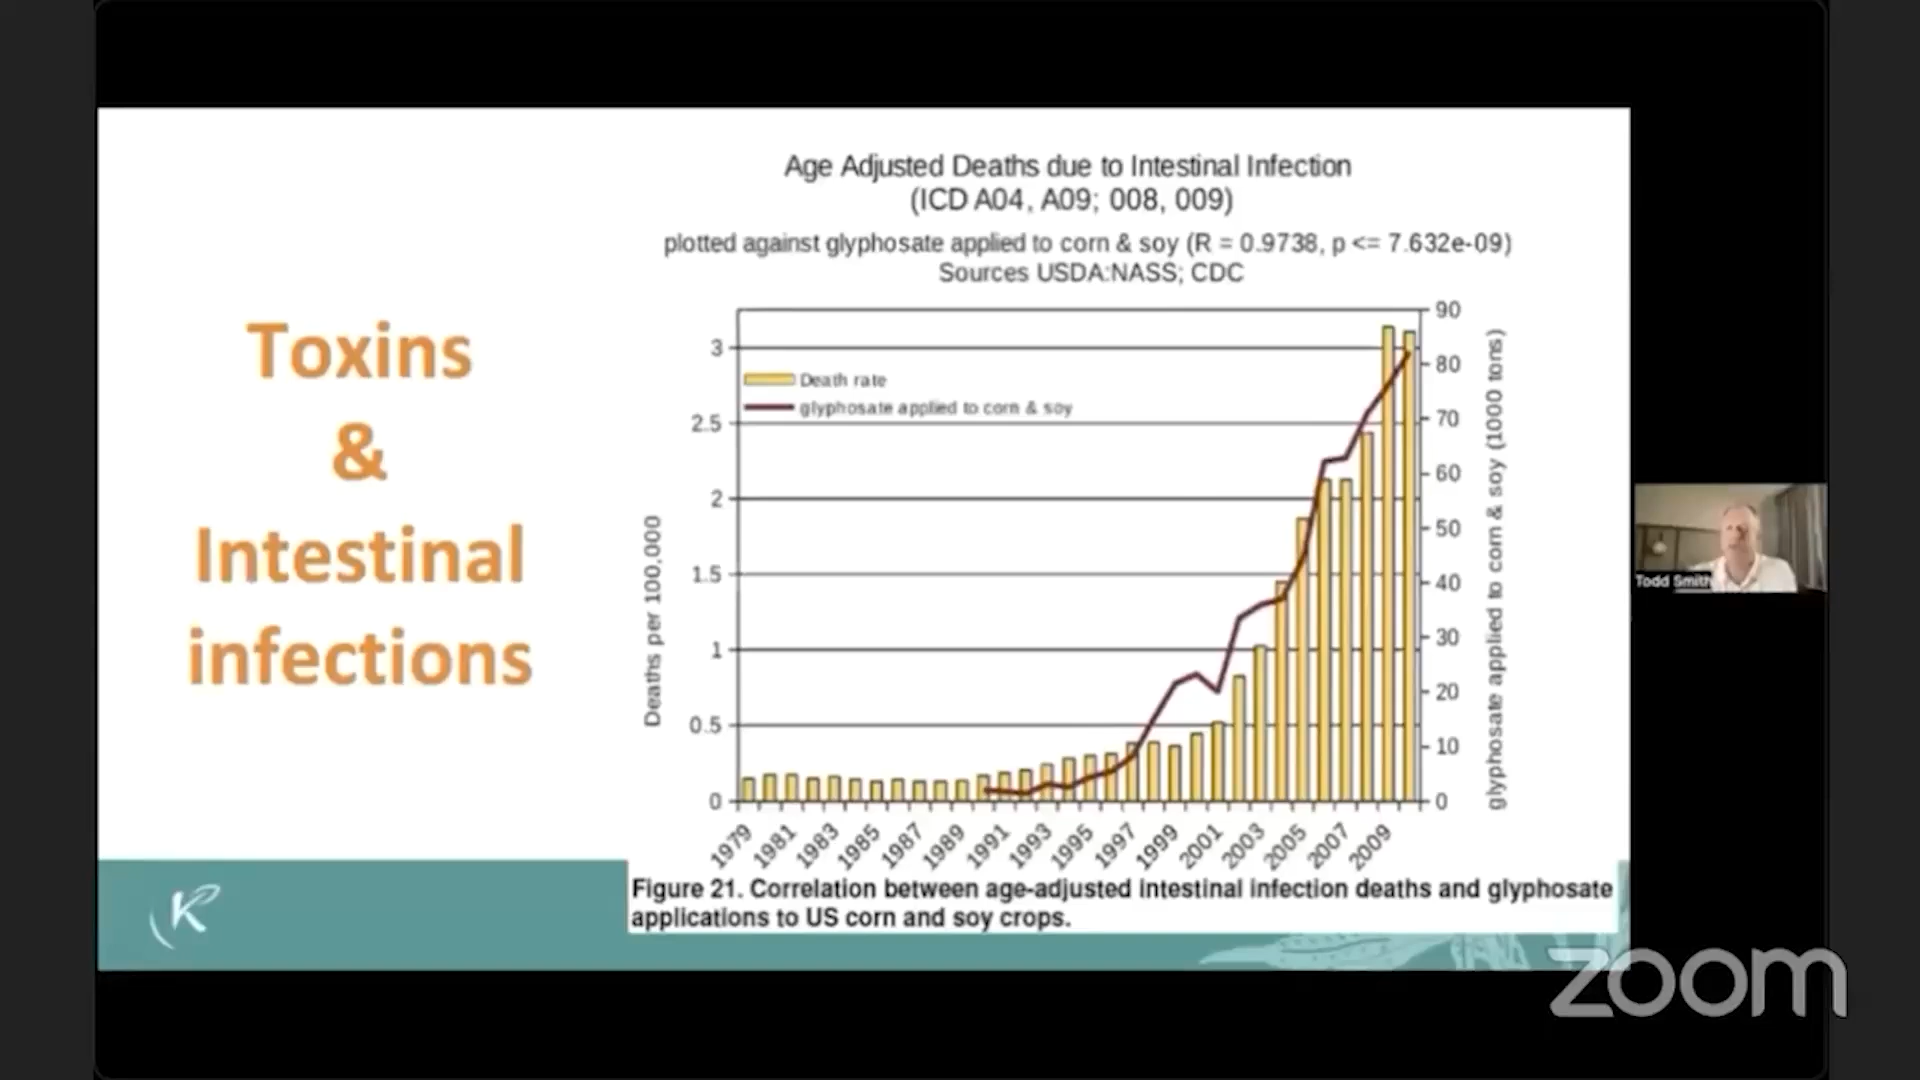 Toxins
&
Intestinal
infections
Age Adjusted Deaths due to Intestinal Infection
(ICD A04, A09; 008, 009)
plotted against glyphosate applied to corn & soy (R = 0.9738, p <= 7.632e-09)
Sources USDA:NASS; CDC
Death rate
glyphosate applied to corn & soy
Deaths per 100,000
3
2.5
2
1.5
1
0.5
0
90
80
70
60
50
40
30
20
10
0
glyphosate applied to corn & soy (1000 tons)
1979 1981 1983 1985 1987 1989 1991 1993 1995 1997 1999 2001 2003 2005 2007 2009
Figure 21. Correlation between age-adjusted intestinal infection deaths and glyphosate
applications to US corn and soy crops.
K
Todd Smith
zoom